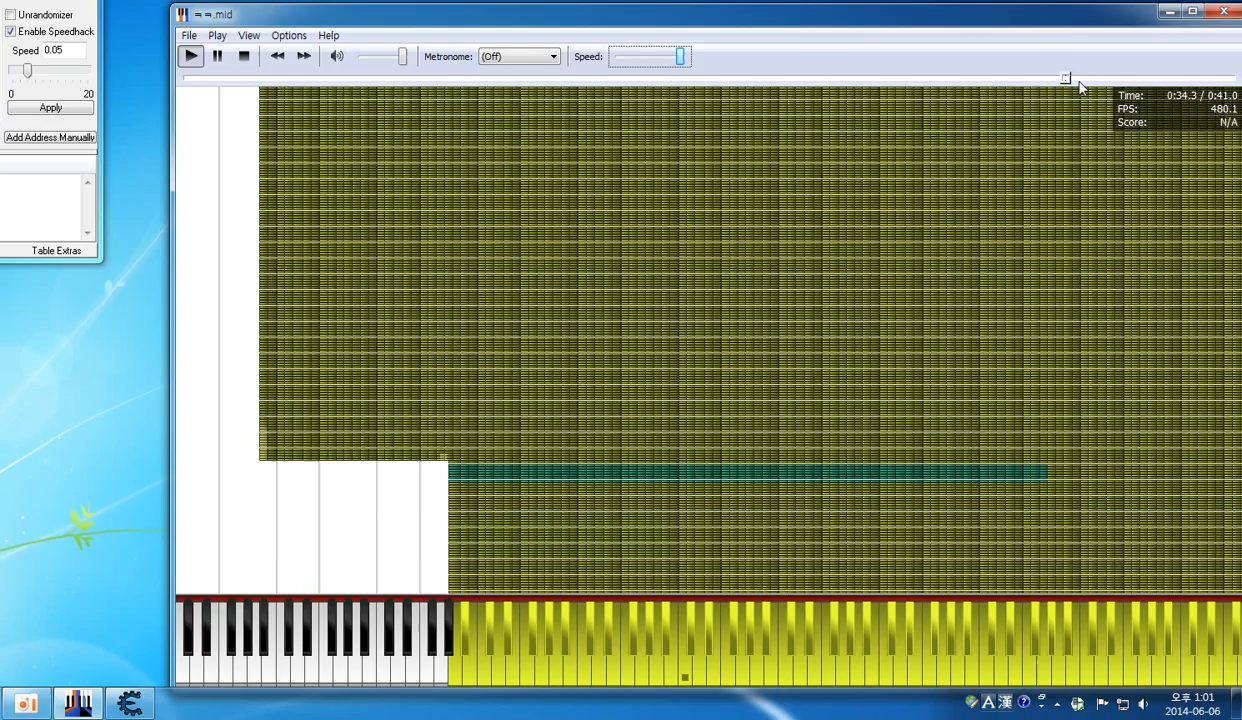 Unrandomizer
Enable Speedhack
Speed 0.05
0 20
Apply
Add Address Manually
Table Extras
ㅋㅋ.mid
File Play View Options Help
Metronome: (Off) Speed:
Time: 0:34.3 / 0:41.0
FPS: 480.1
Score: N/A
A 漢 ?
오후 1:01
2014-06-06